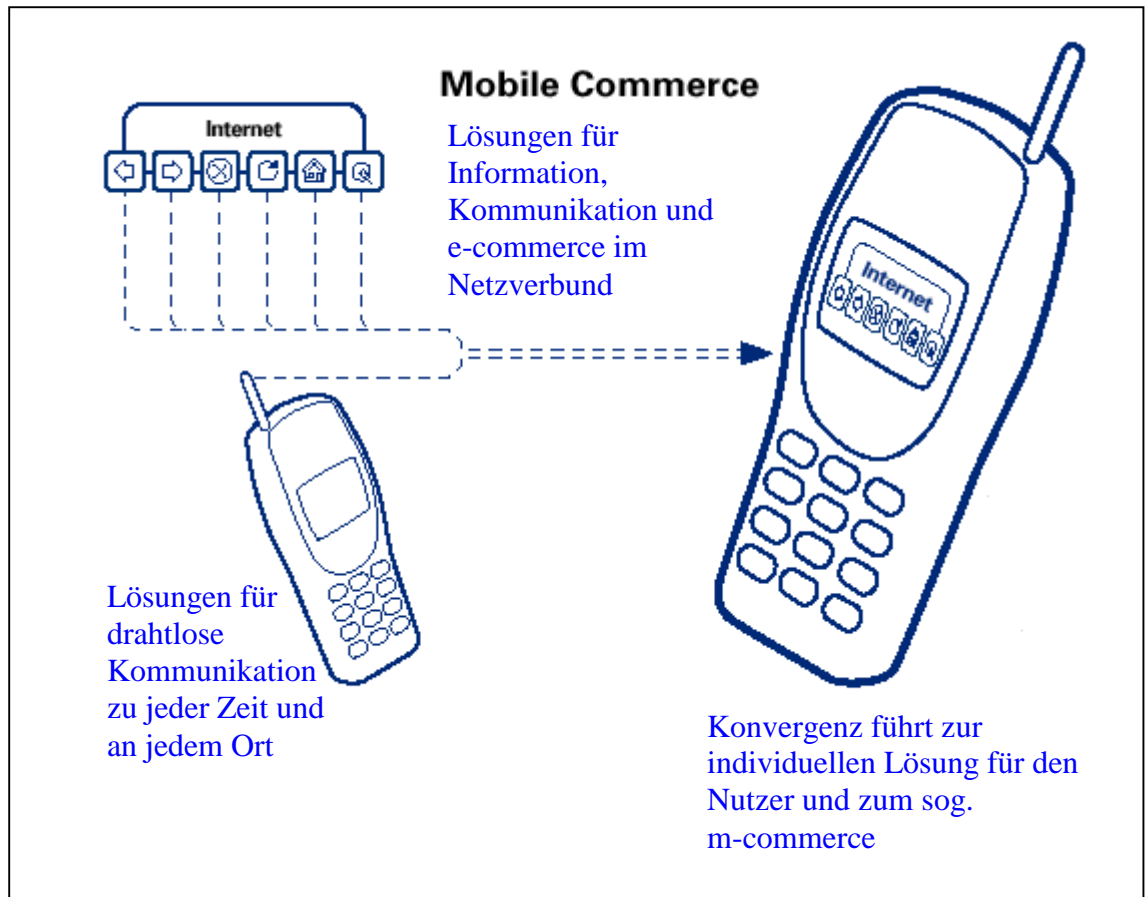 Mobile Commerce
Internet
Lösungen für
Information,
Kommunikation und
e-commerce im
Netzverbund
Internet
Lösungen für
drahtlose
Kommunikation
zu jeder Zeit und
an jedem Ort
Konvergenz führt zur
individuellen Lösung für den
Nutzer und zum sog.
m-commerce